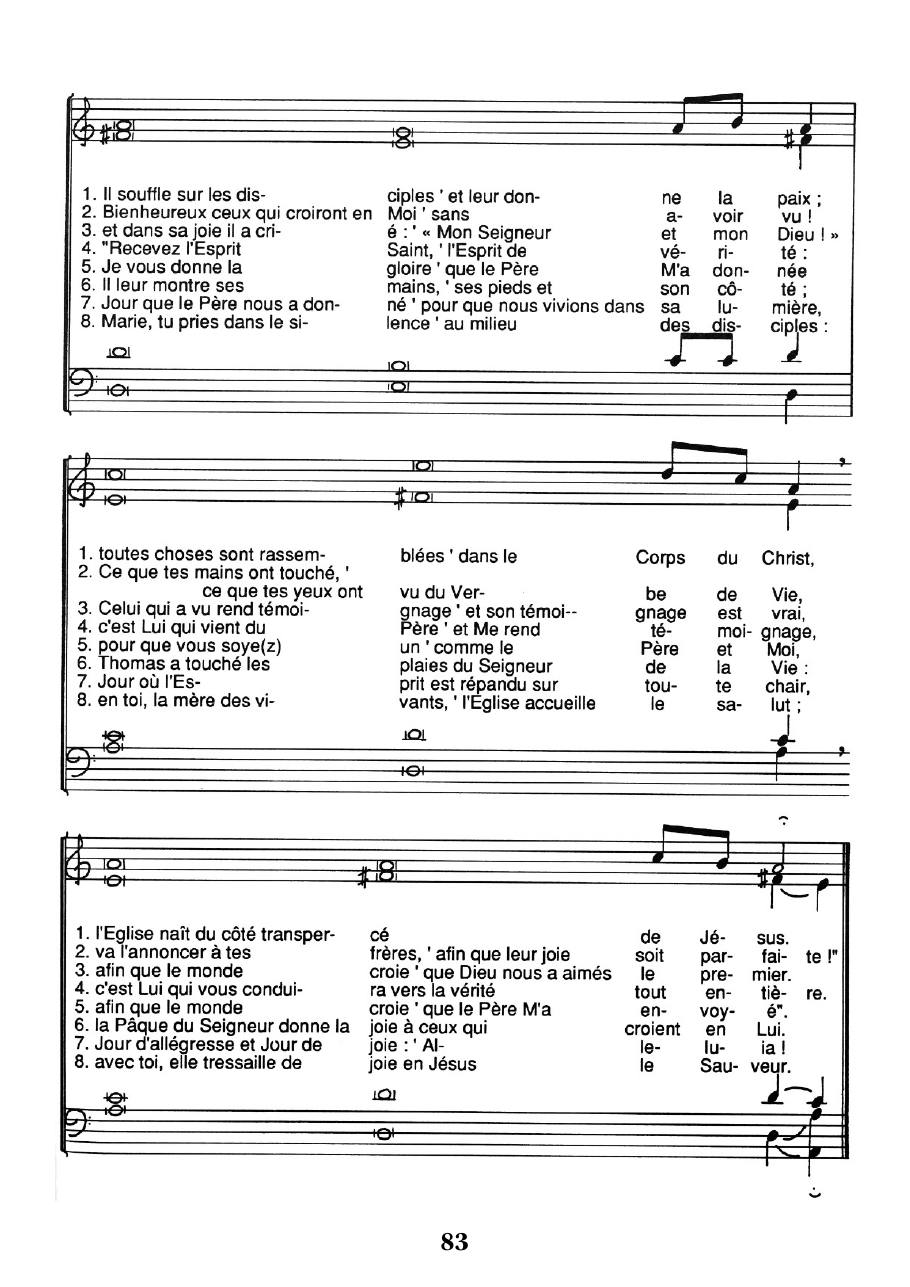 1. Il souffle sur les dis- ciples ' et leur don- ne la paix ;
2. Bienheureux ceux qui croiront en Moi ' sans a- voir vu !
3. et dans sa joie il a cri- é : ' « Mon Seigneur et mon Dieu ! »
4. "Recevez l'Esprit Saint, ' l'Esprit de vé- ri- té :
5. Je vous donne la gloire ' que le Père M'a don- née
6. Il leur montre ses mains, ' ses pieds et son cô- té ;
7. Jour que le Père nous a don- né ' pour que nous vivions dans sa lu- mière,
8. Marie, tu pries dans le si- lence ' au milieu des dis- ciples :
1. toutes choses sont rassem- blées ' dans le Corps du Christ,
2. Ce que tes mains ont touché, '
ce que tes yeux ont vu du Ver- be de Vie,
3. Celui qui a vu rend témoi- gnage ' et son témoi-- gnage est vrai,
4. c'est Lui qui vient du Père ' et Me rend té- moi- gnage,
5. pour que vous soye(z) un ' comme le Père et Moi,
6. Thomas a touché les plaies du Seigneur de la Vie :
7. Jour où l'Es- prit est répandu sur tou- te chair,
8. en toi, la mère des vi- vants, ' l'Eglise accueille le sa- lut ;
1. l'Eglise naît du côté transper- cé de Jé- sus.
2. va l'annoncer à tes frères, ' afin que leur joie soit par- fai- te !"
3. afin que le monde croie ' que Dieu nous a aimés le pre- mier.
4. c'est Lui qui vous condui- ra vers la vérité tout en- tiè- re.
5. afin que le monde croie ' que le Père M'a en- voy- é".
6. la Pâque du Seigneur donne la joie à ceux qui croient en Lui.
7. Jour d'allégresse et Jour de joie : ' Al- le- lu- ia !
8. avec toi, elle tressaille de joie en Jésus le Sau- veur.
83